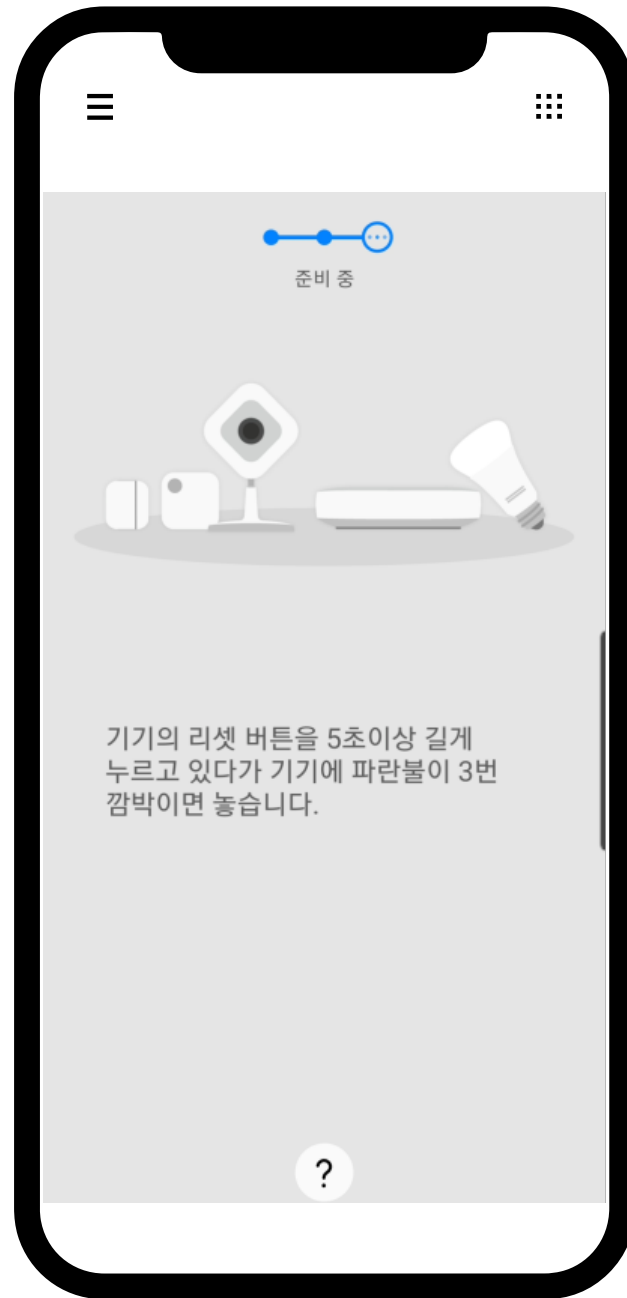 준비 중
기기의 리셋 버튼을 5초이상 길게
누르고 있다가 기기에 파란불이 3번
깜박이면 놓습니다.
?